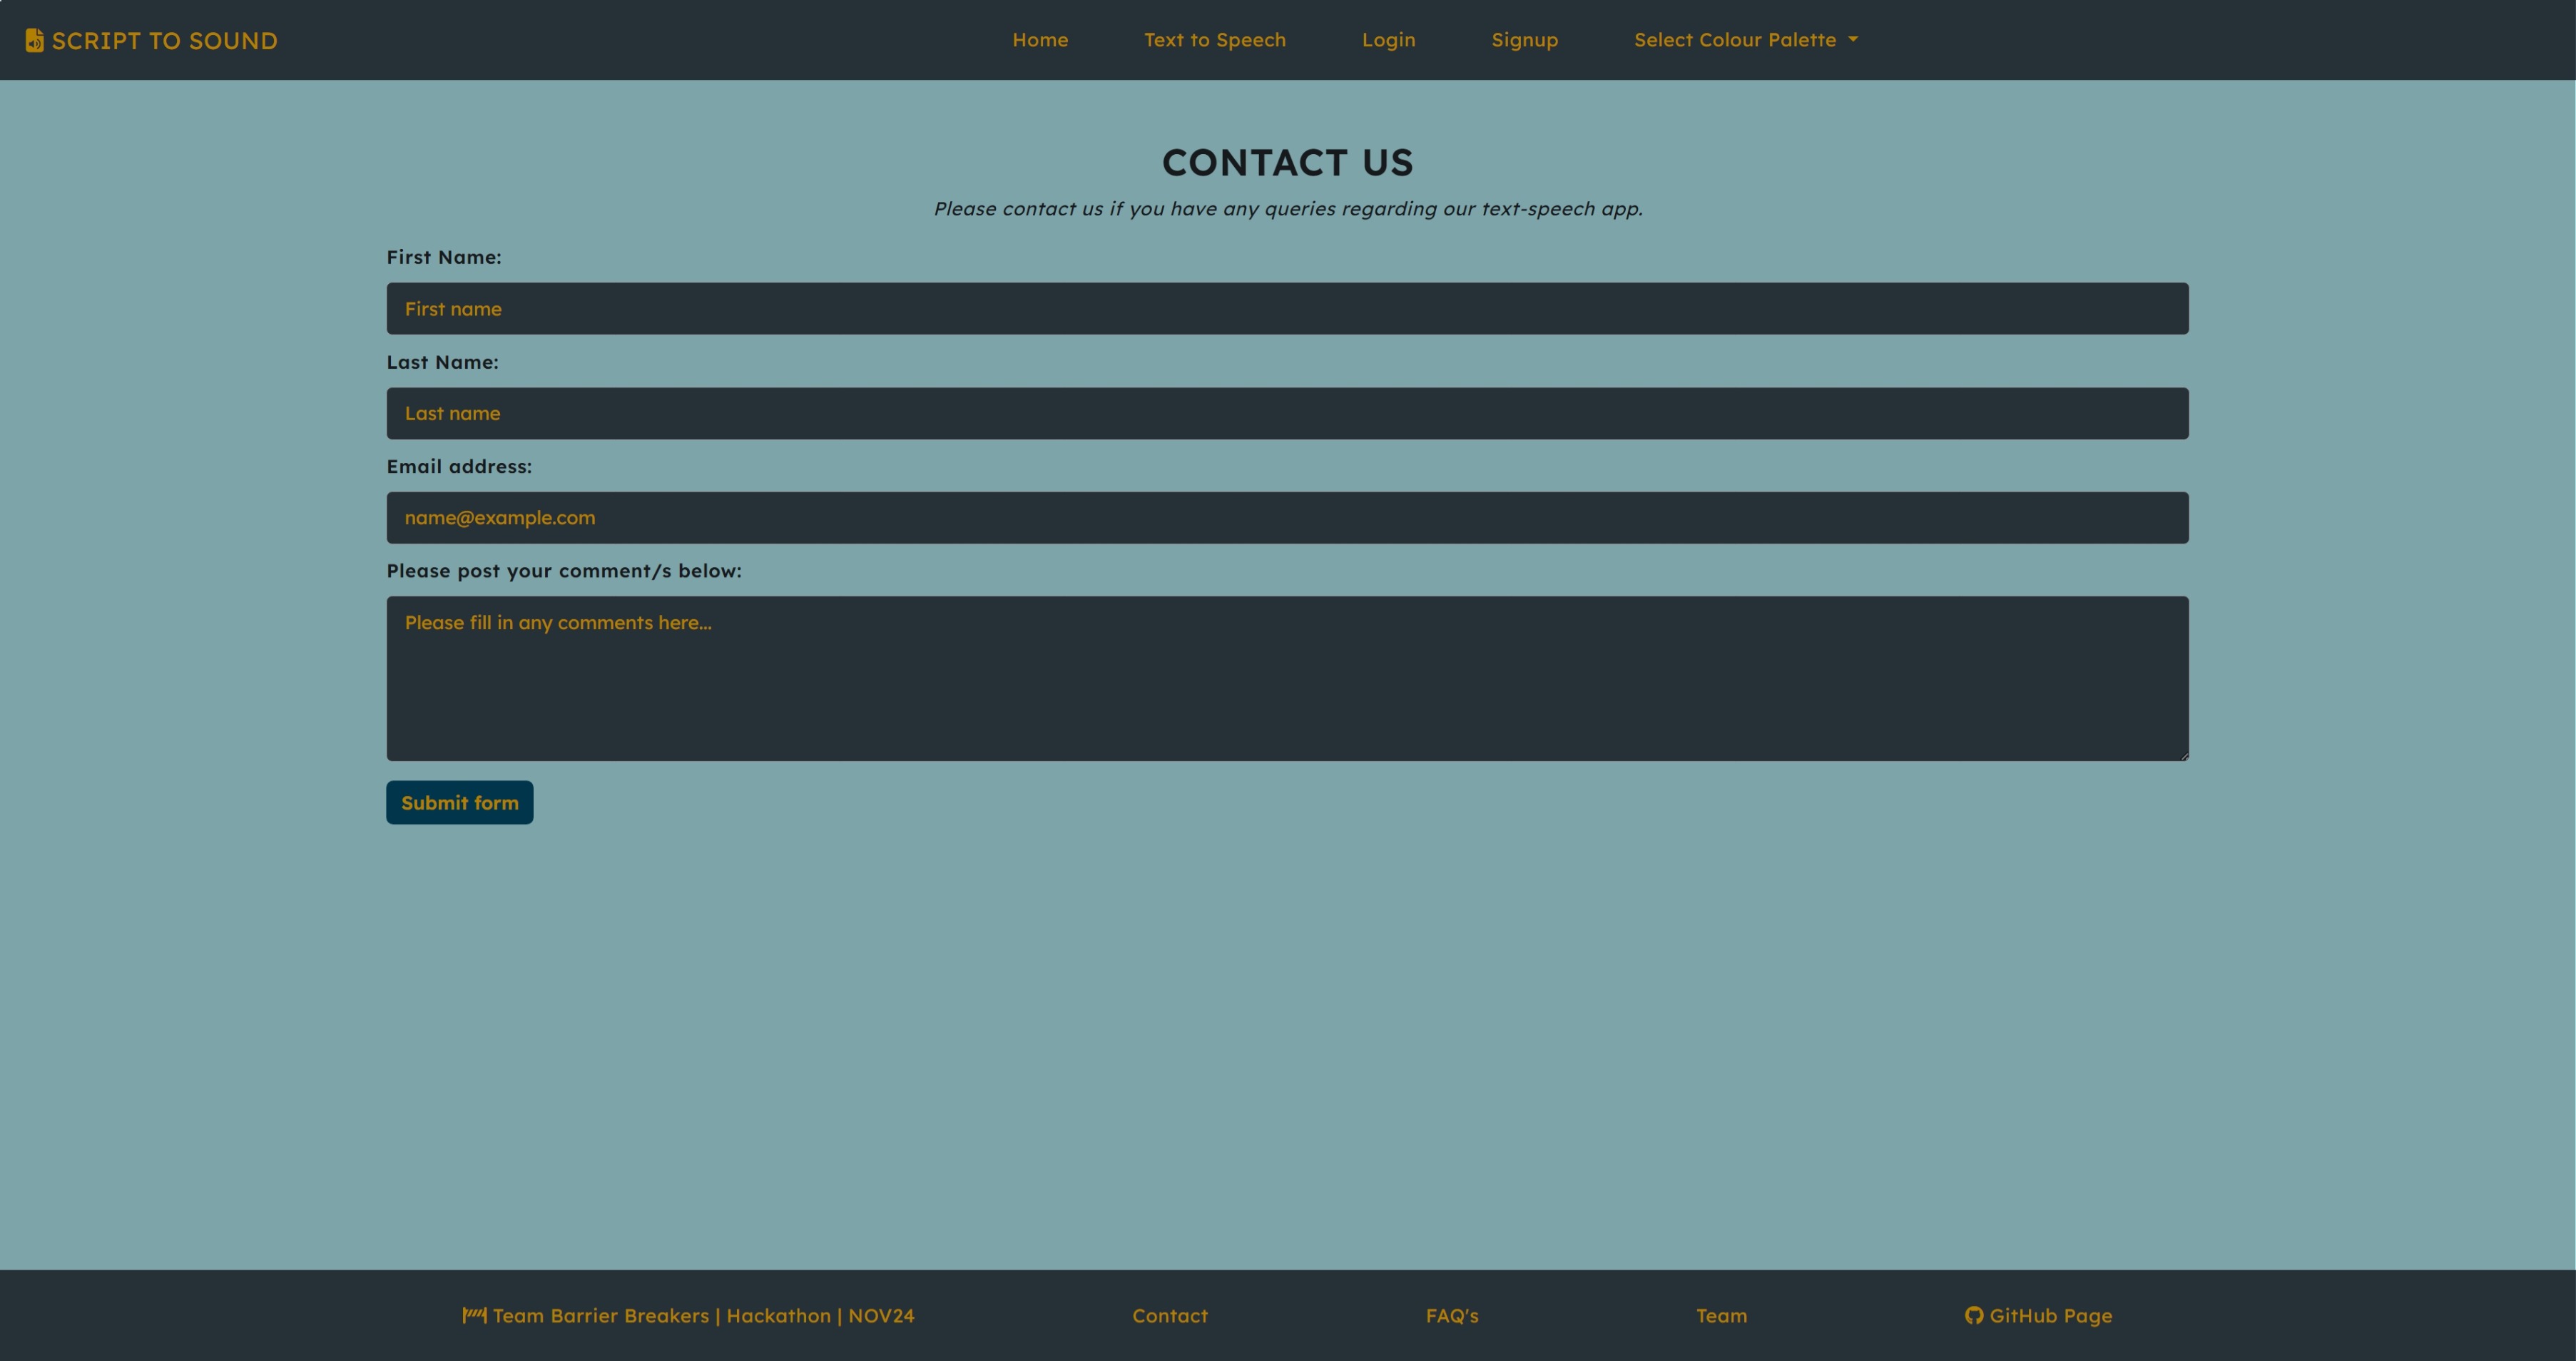 SCRIPT TO SOUND
Home
Text to Speech
Login
Signup
Select Colour Palette
CONTACT US
Please contact us if you have any queries regarding our text-speech app.
First Name:
First name
Last Name:
Last name
Email address:
name@example.com
Please post your comment/s below:
Please fill in any comments here...
Submit form
Team Barrier Breakers | Hackathon | NOV24
Contact
FAQ's
Team
GitHub Page